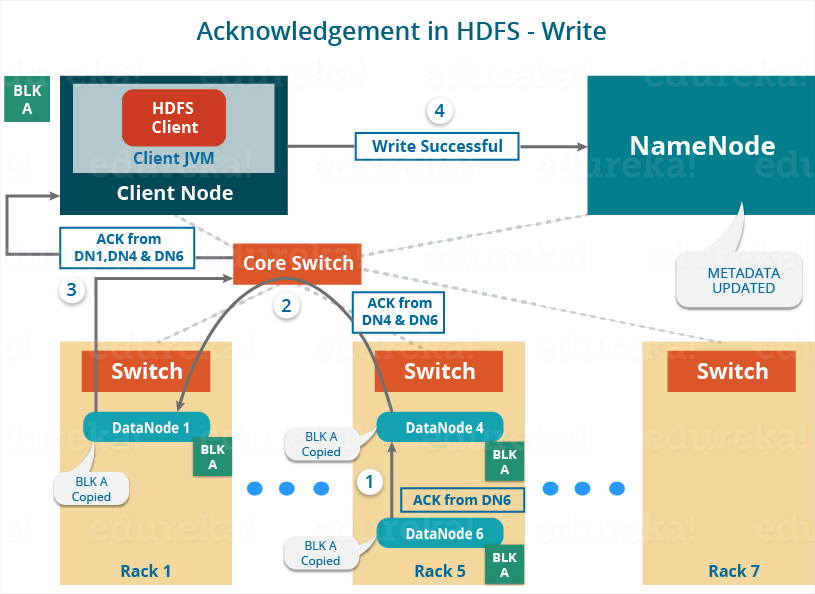 Acknowledgement in HDFS - Write
BLK
A
HDFS
Client
Client JVM
Client Node
4
Write Successful
NameNode
METADATA
UPDATED
ACK from
DN1,DN4 & DN6
3
Core Switch
2
ACK from
DN4 & DN6
Switch
DataNode 1
BLK
A
BLK A
Copied
Rack 1
Switch
DataNode 4
BLK A
Copied
BLK
A
1
ACK from DN6
DataNode 6
BLK A
Copied
BLK
A
Rack 5
Switch
Rack 7
edureka!